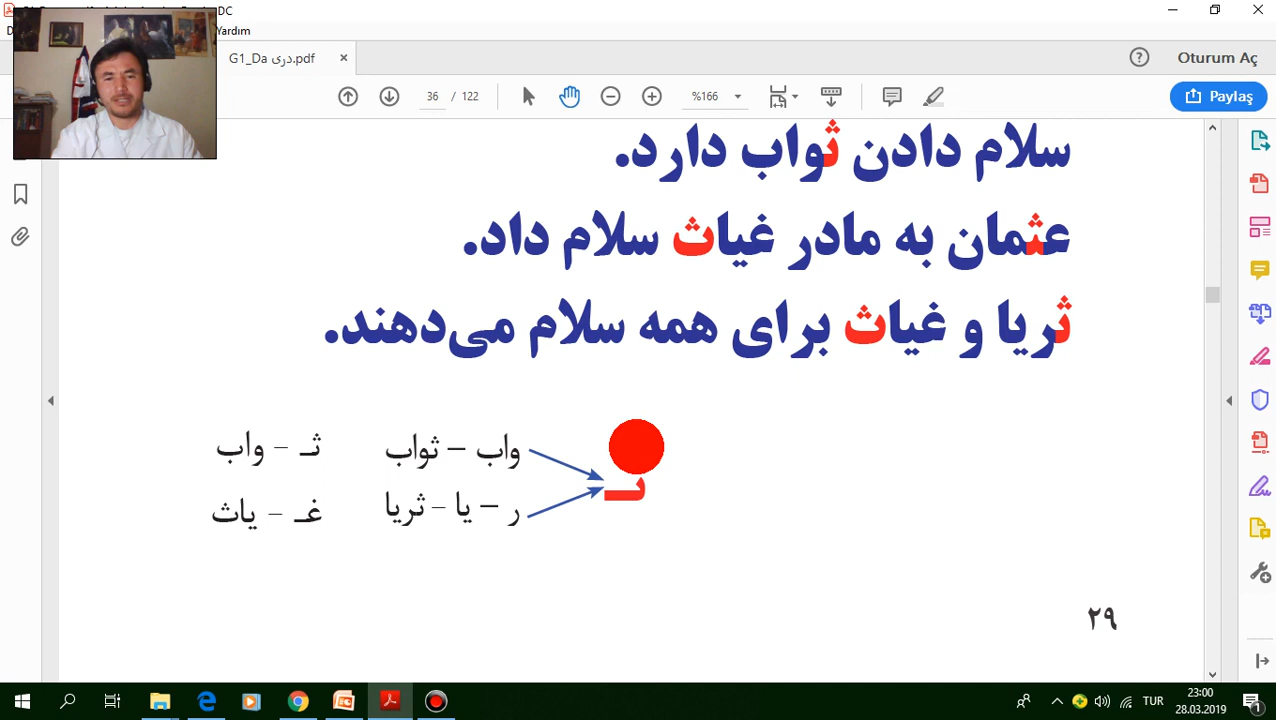 DC
Yardım
G1_Da دری.pdf
Oturum Aç
36 / 122
%166
Paylaş
سلام دادن ثواب دارد.
عثمان به مادر غیاث سلام داد.
ثریا و غیاث برای همه سلام می‌دهند.
واب – ثواب
ثـ – واب
ر – یا – ثریا
غـ – یاث
۲۹
TUR
23:00
28.03.2019
1